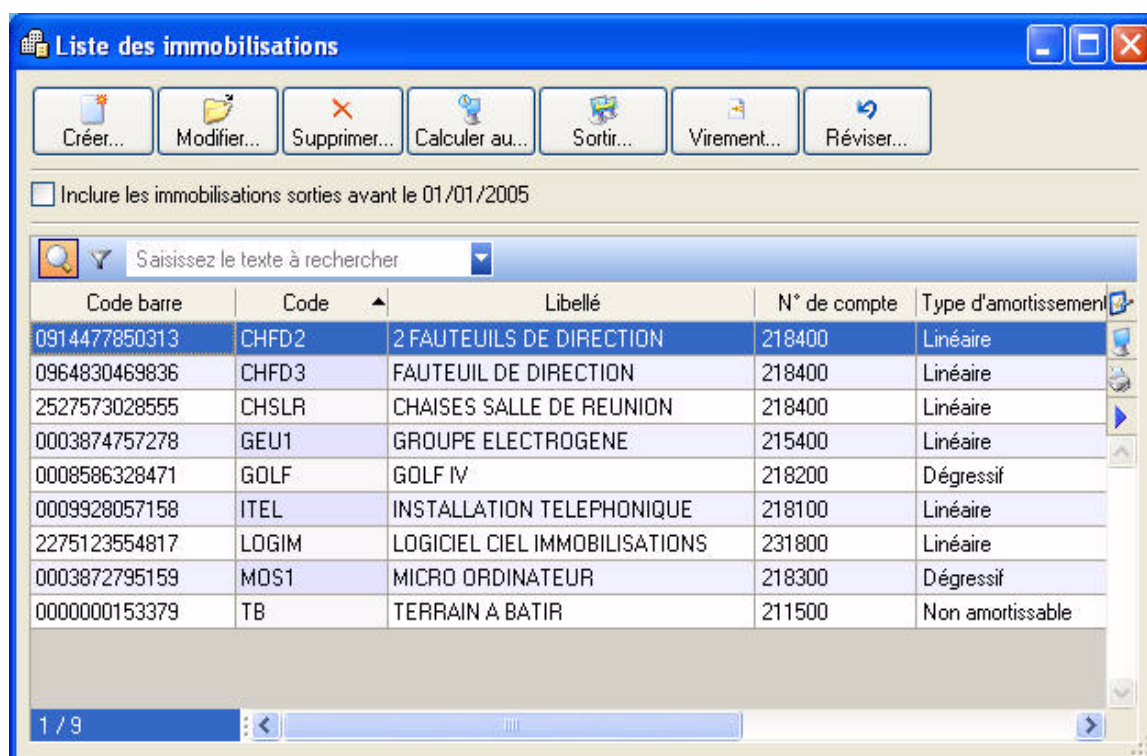 Liste des immobilisations
Créer... Modifier... Supprimer... Calculer au... Sortir... Virement... Réviser...
Inclure les immobilisations sorties avant le 01/01/2005
Saisissez le texte à rechercher
Code barre Code Libellé N° de compte Type d'amortissement
0914477850313 CHFD2 2 FAUTEUILS DE DIRECTION 218400 Linéaire
0964830469836 CHFD3 FAUTEUIL DE DIRECTION 218400 Linéaire
2527573028555 CHSLR CHAISES SALLE DE REUNION 218400 Linéaire
0003874757278 GEU1 GROUPE ELECTROGENE 215400 Linéaire
0008586328471 GOLF GOLF IV 218200 Dégressif
0009928057158 ITEL INSTALLATION TELEPHONIQUE 218100 Linéaire
2275123554817 LOGIM LOGICIEL CIEL IMMOBILISATIONS 231800 Linéaire
0003872795159 MOS1 MICRO ORDINATEUR 218300 Dégressif
0000000153379 TB TERRAIN A BATIR 211500 Non amortissable
1 / 9